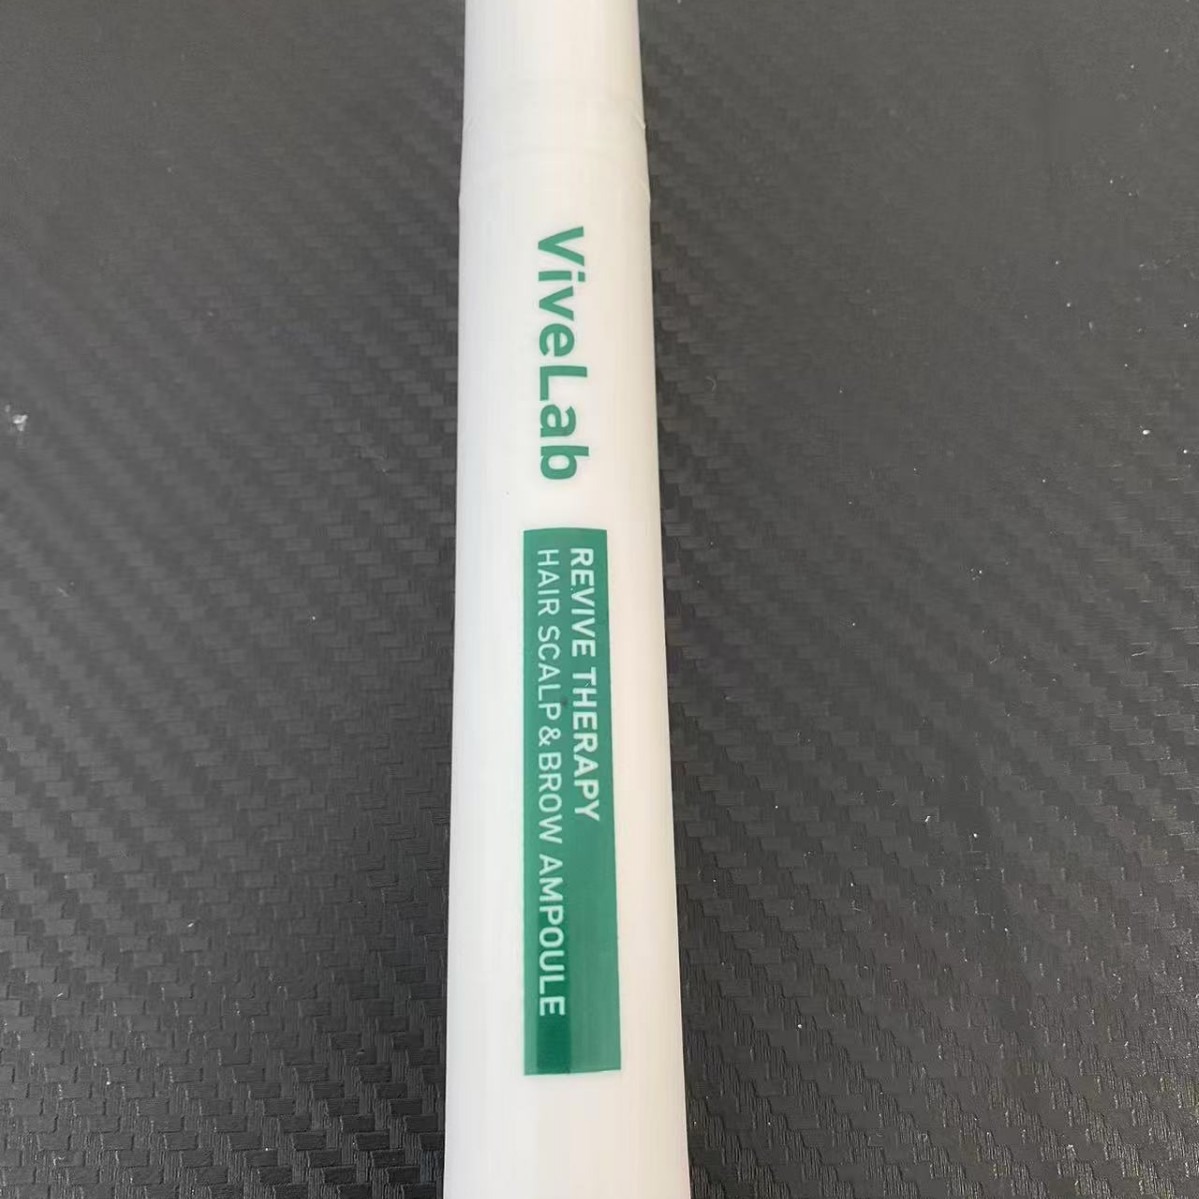 ViveLab
REVIVE THERAPY
HAIR SCALP & BROW AMPOULE